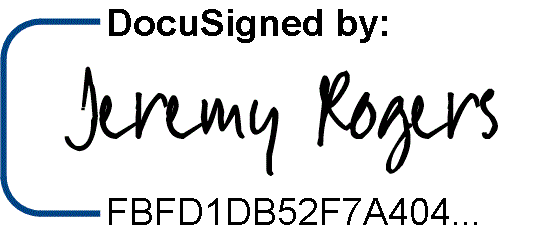 DocuSigned by:
Jeremy Rogers
FBFD1DB52F7A404...